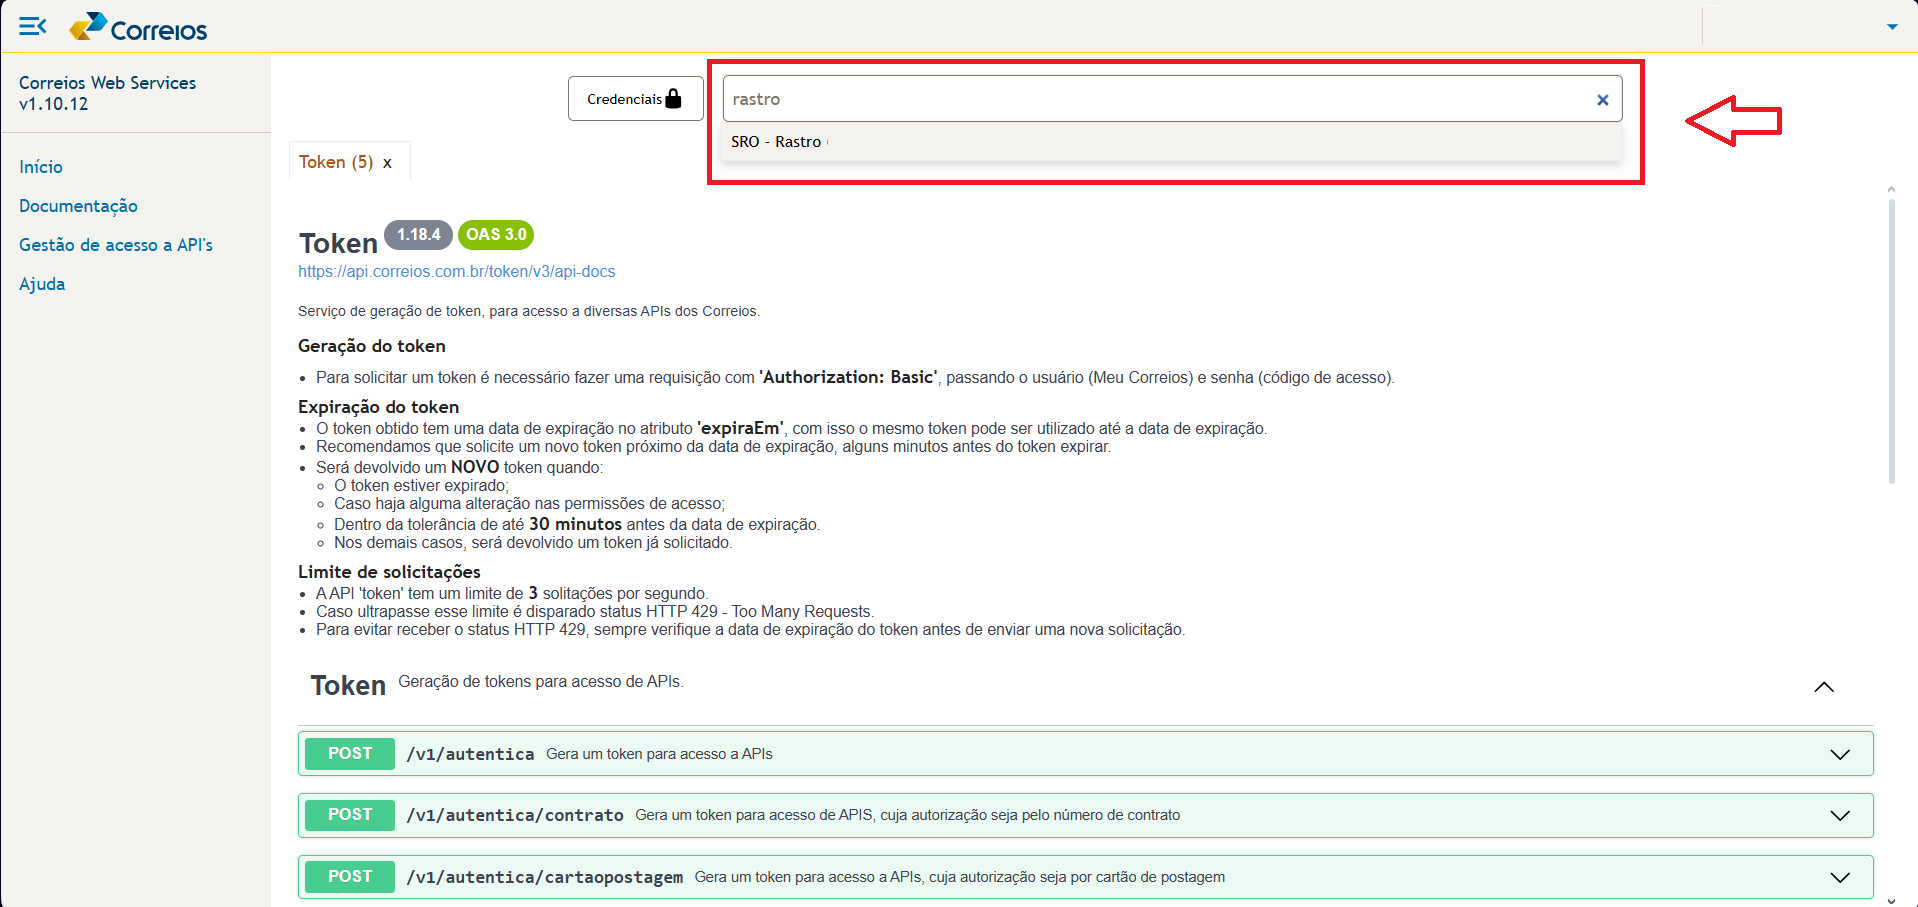 Correios
Correios Web Services
v1.10.12
Início
Documentação
Gestão de acesso a API's
Ajuda
Credenciais
rastro
SRO - Rastro
Token (5) x
Token 1.18.4 OAS 3.0
https://api.correios.com.br/token/v3/api-docs
Serviço de geração de token, para acesso a diversas APIs dos Correios.
Geração do token
Para solicitar um token é necessário fazer uma requisição com 'Authorization: Basic', passando o usuário (Meu Correios) e senha (código de acesso).
Expiração do token
O token obtido tem uma data de expiração no atributo 'expiraEm', com isso o mesmo token pode ser utilizado até a data de expiração.
Recomendamos que solicite um novo token próximo da data de expiração, alguns minutos antes do token expirar.
Será devolvido um NOVO token quando:
O token estiver expirado;
Caso haja alguma alteração nas permissões de acesso;
Dentro da tolerância de até 30 minutos antes da data de expiração.
Nos demais casos, será devolvido um token já solicitado.
Limite de solicitações
A API 'token' tem um limite de 3 solitações por segundo.
Caso ultrapasse esse limite é disparado status HTTP 429 - Too Many Requests.
Para evitar receber o status HTTP 429, sempre verifique a data de expiração do token antes de enviar uma nova solicitação.
Token Geração de tokens para acesso de APIs.
POST /v1/autentica Gera um token para acesso a APIs
POST /v1/autentica/contrato Gera um token para acesso de APIS, cuja autorização seja pelo número de contrato
POST /v1/autentica/cartaopostagem Gera um token para acesso a APIs, cuja autorização seja por cartão de postagem